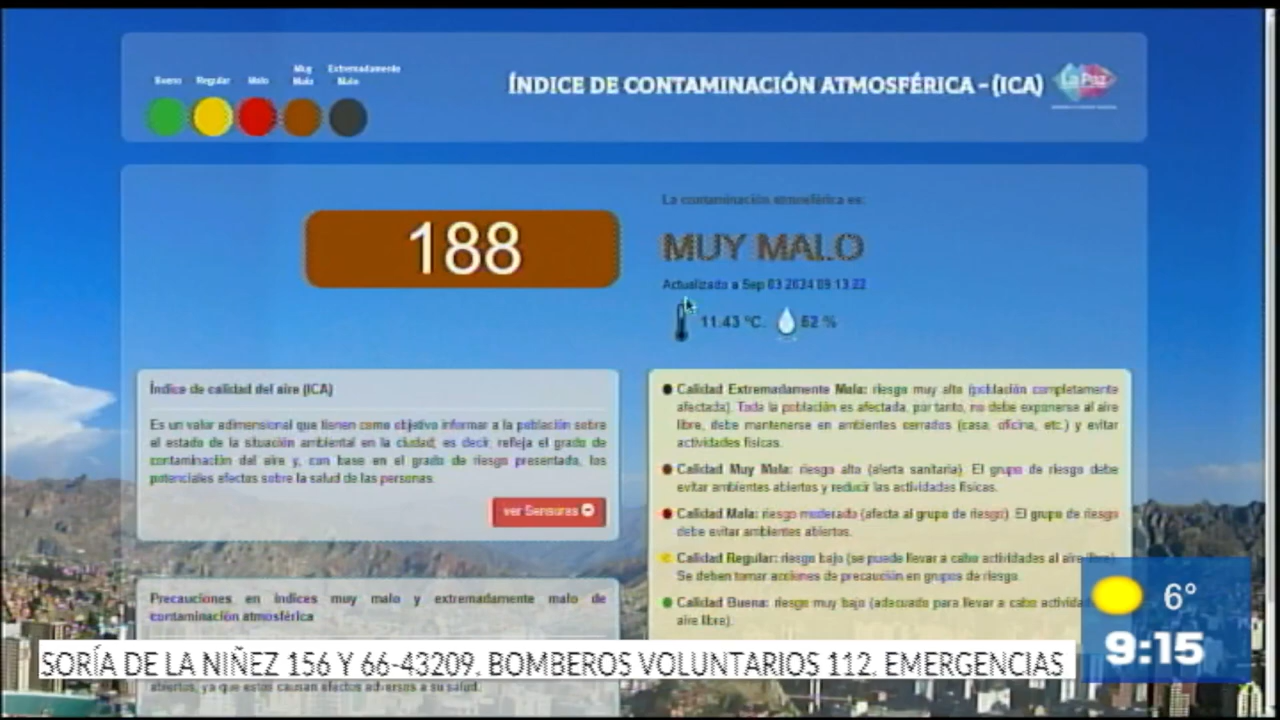 Bueno Regular Malo Muy Malo Extremadamente Malo
ÍNDICE DE CONTAMINACIÓN ATMOSFÉRICA - (ICA)
La Paz
188
La contaminación atmosférica es:
MUY MALO
Actualizado a Sep 03 2024 09:13:22
11.43 °C. 62 %
Índice de calidad del aire (ICA)
Es un valor adimensional que tienen como objetivo informar a la población sobre
el estado de la situación ambiental en la ciudad, es decir, refleja el grado de
contaminación del aire y, con base en el grado de riesgo presentado, los
potenciales efectos sobre la salud de las personas.
ver Sensores
Precauciones en índices muy malo y extremadamente malo de
contaminación atmosférica
abiertos, ya que estos causan efectos adversos a su salud.
Calidad Extremadamente Mala: riesgo muy alto (población completamente
afectada). Toda la población es afectada, por tanto, no debe exponerse al aire
libre, debe mantenerse en ambientes cerrados (casa, oficina, etc.) y evitar
actividades físicas.
Calidad Muy Mala: riesgo alto (alerta sanitaria). El grupo de riesgo debe
evitar ambientes abiertos y reducir las actividades físicas.
Calidad Mala: riesgo moderado (afecta al grupo de riesgo). El grupo de riesgo
debe evitar ambientes abiertos.
Calidad Regular: riesgo bajo (se puede llevar a cabo actividades al aire libre).
Se deben tomar acciones de precaución en grupos de riesgo.
Calidad Buena: riesgo muy bajo (adecuada para llevar a cabo activida
aire libre).
6°
9:15
SORÍA DE LA NIÑEZ 156 Y 66-43209. BOMBEROS VOLUNTARIOS 112. EMERGENCIAS